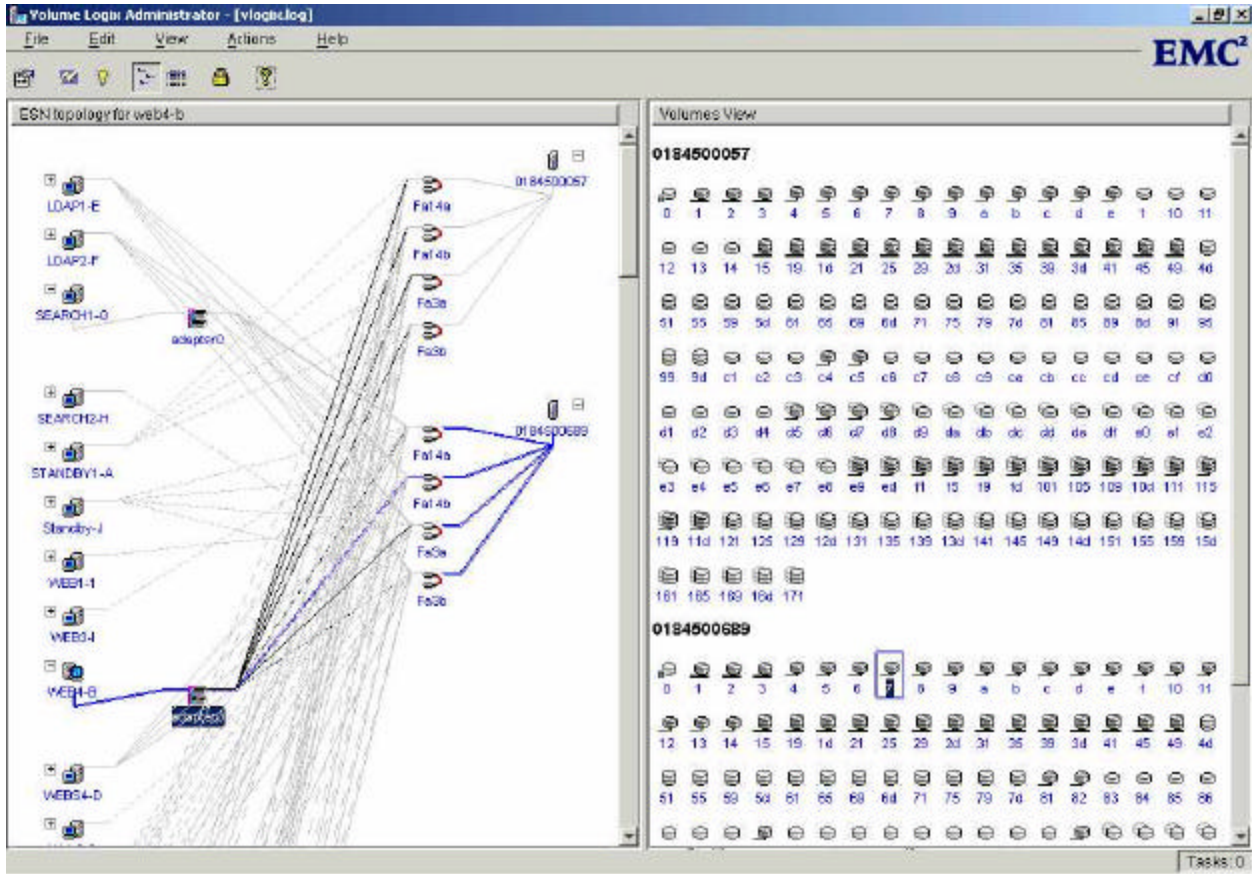 Volume Logix Administrator - [vlogix.log]
File Edit View Actions Help
EMC²
ESN topology for web4-b
LDAP1-E
LDAP2-F
SEARCH1-G
adapter0
SEARCH2-H
STANDBY1-A
Standby-J
WEB1-1
WEB3-I
WEB4-B
adapter0
WEBS4-D
0184500057
Fa14a
Fa14b
Fa3a
Fa3b
0184500689
Fa14a
Fa14b
Fa3a
Fa3b
Volumes View
0184500057
0 1 2 3 4 5 6 7 8 9 a b c d e f 10 11
12 13 14 15 19 1d 21 25 29 2d 31 35 39 3d 41 45 49 4d
51 55 59 5d 61 65 69 6d 71 75 79 7d 81 85 89 8d 91 95
99 9d c1 c2 c3 c4 c5 c6 c7 c8 c9 ca cb cc cd ce cf d0
d1 d2 d3 d4 d5 d6 d7 d8 d9 da db dc dd de df e0 e1 e2
e3 e4 e5 e6 e7 e8 e9 ed f1 f5 f9 fd 101 105 109 10d 111 115
119 11d 121 125 129 12d 131 135 139 13d 141 145 149 14d 151 155 159 15d
161 165 169 16d 171
0184500689
0 1 2 3 4 5 6 7 8 9 a b c d e f 10 11
12 13 14 15 19 1d 21 25 29 2d 31 35 39 3d 41 45 49 4d
51 55 59 5d 61 65 69 6d 71 75 79 7d 81 82 83 84 85 86
Tasks: 0